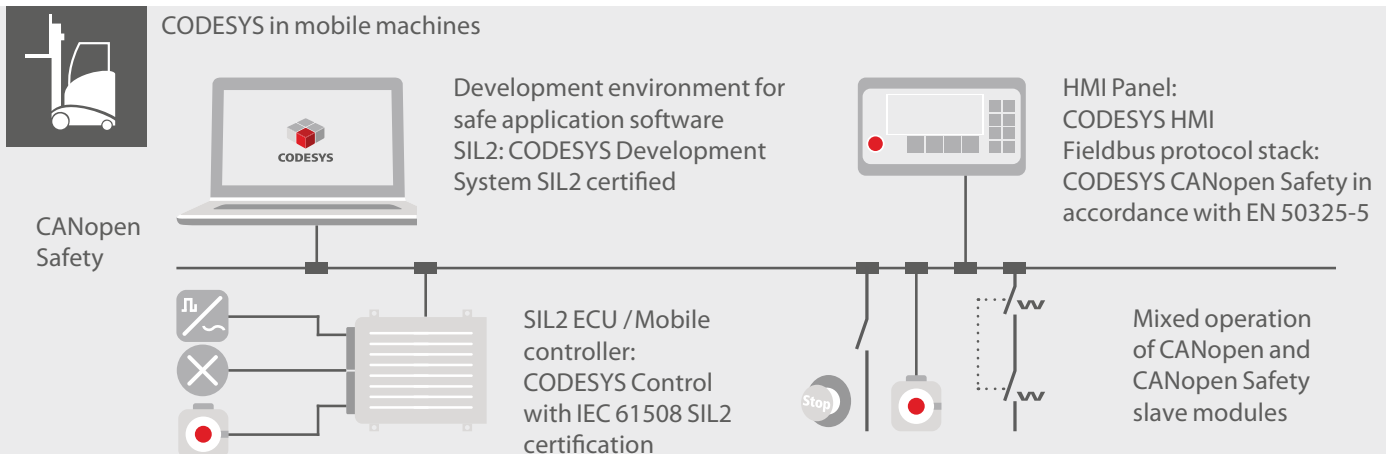 CODESYS in mobile machines
CODESYS
Development environment for
safe application software
SIL2: CODESYS Development
System SIL2 certified
HMI Panel:
CODESYS HMI
Fieldbus protocol stack:
CODESYS CANopen Safety in
accordance with EN 50325-5
CANopen
Safety
SIL2 ECU / Mobile
controller:
CODESYS Control
with IEC 61508 SIL2
certification
Stop
Mixed operation
of CANopen and
CANopen Safety
slave modules